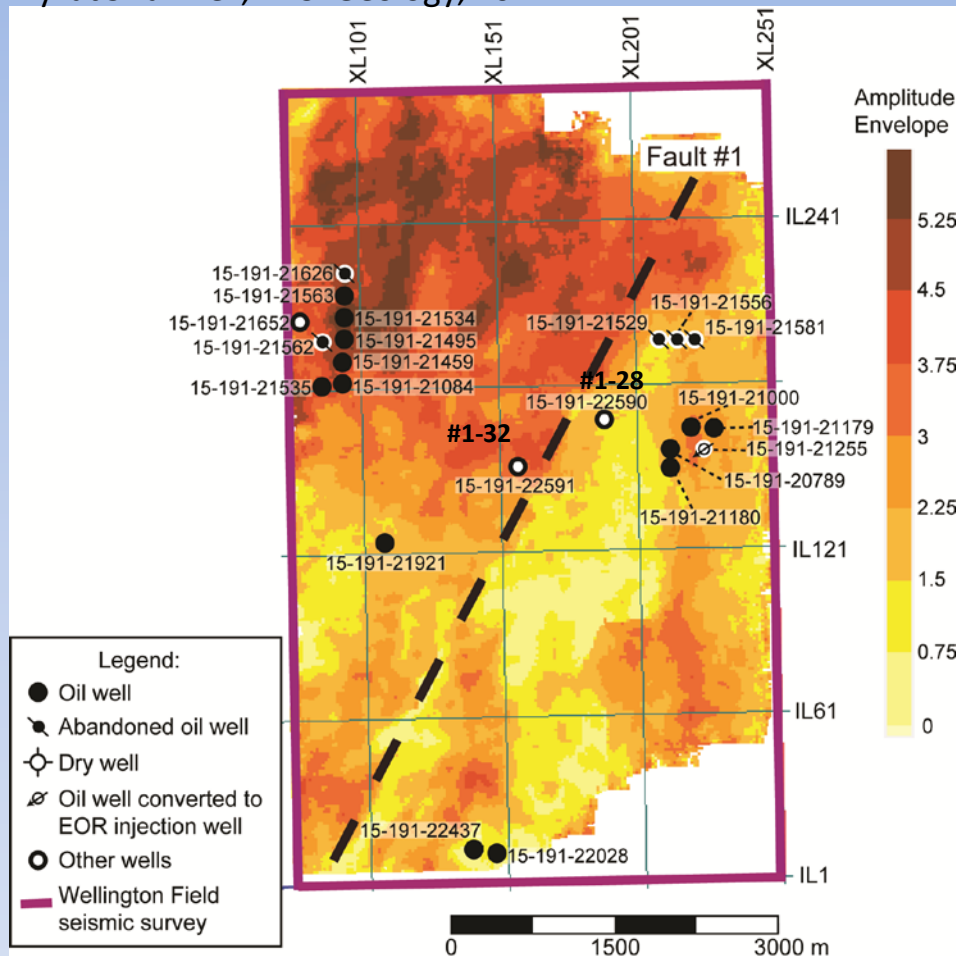 XL101
XL151
XL201
XL251
Amplitude
Envelope
Fault #1
5.25
4.5
3.75
3
2.25
1.5
0.75
0
IL241
15-191-21626
15-191-21563
15-191-21652
15-191-21534
15-191-21562
15-191-21495
15-191-21459
15-191-21535
15-191-21084
15-191-21556
15-191-21529
15-191-21581
#1-28
15-191-22590
15-191-21000
15-191-21179
15-191-21255
15-191-20789
15-191-21180
#1-32
15-191-22591
IL121
15-191-21921
IL61
15-191-22437
15-191-22028
IL1
Legend:
Oil well
Abandoned oil well
Dry well
Oil well converted to
EOR injection well
Other wells
Wellington Field
seismic survey
0 1500 3000 m